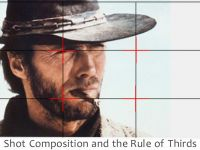 Shot Composition and the Rule of Thirds